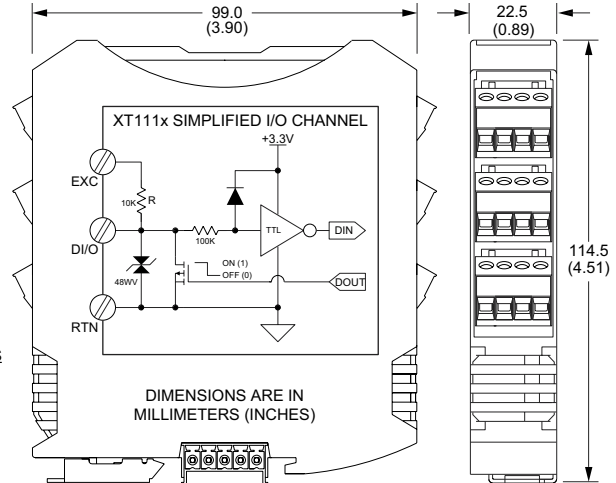 99.0
(3.90)
22.5
(0.89)
XT111x SIMPLIFIED I/O CHANNEL
+3.3V
EXC
10K
R
DI/O
100K
TTL
DIN
48WV
ON (1)
OFF (0)
DOUT
RTN
114.5
(4.51)
DIMENSIONS ARE IN
MILLIMETERS (INCHES)